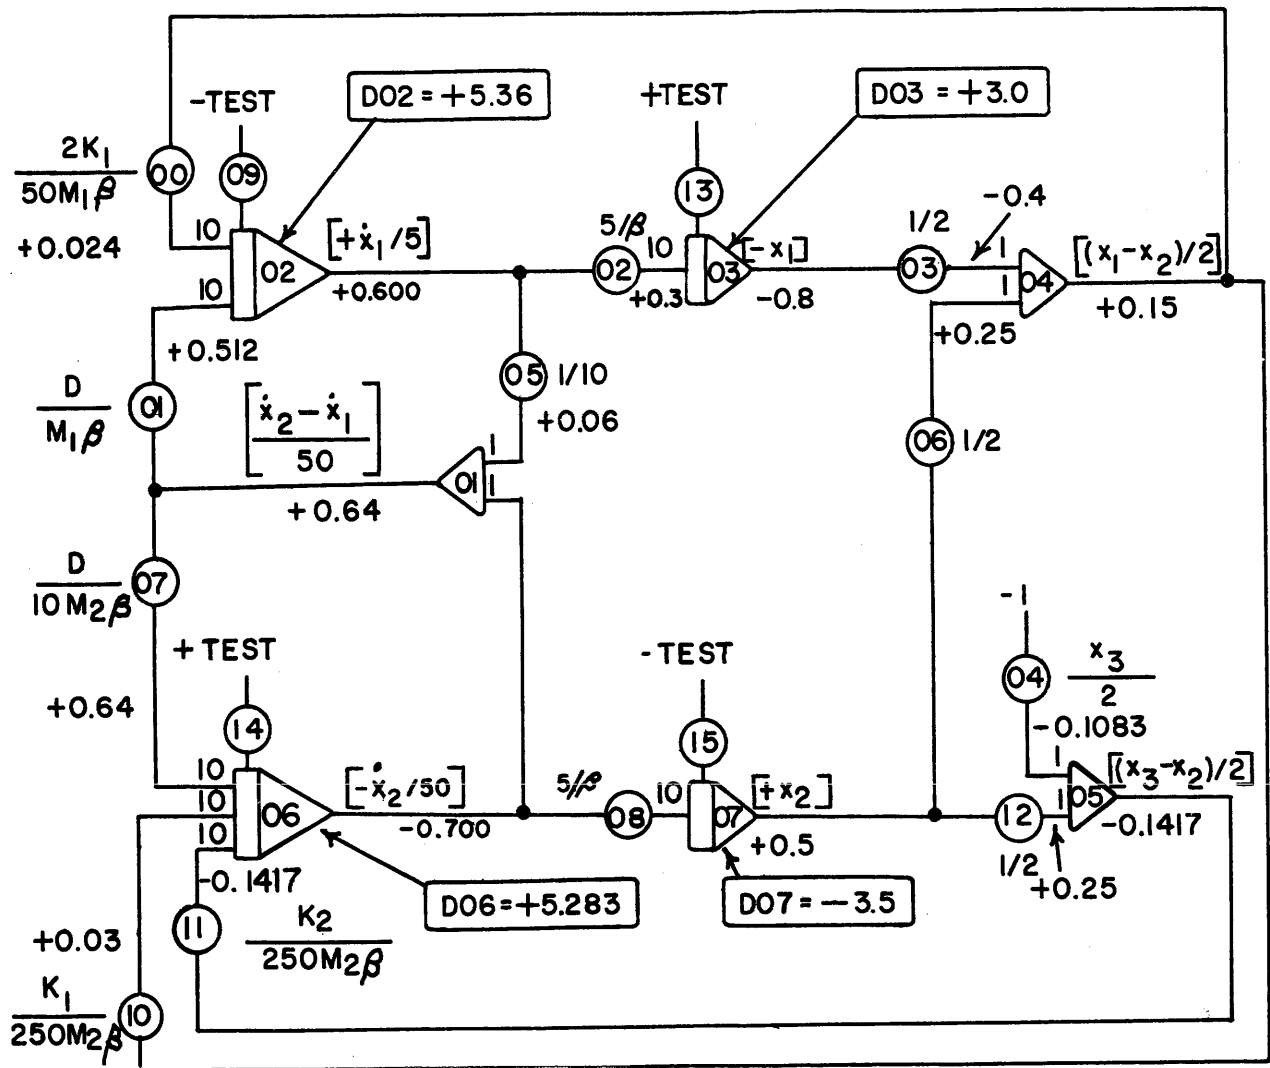 -TEST
D02 = +5.36
+TEST
D03 = +3.0
2K₁
50M₁β
00
09
13
+0.024
10
02
[+ẋ₁/5]
5/β
10
02
03
[-x₁]
1/2
-0.4
03
1
1
04
[(x₁-x₂)/2]
10
+0.600
+0.3
-0.8
+0.25
+0.15
+0.512
D
M₁β
01
[ẋ₂-ẋ₁
50]
05
1/10
+0.06
1
1
01
06
1/2
+0.64
D
10M₂β
07
+TEST
-TEST
-1
04
x₃
2
+0.64
14
15
-0.1083
10
10
10
06
[-ẋ₂/50]
5/β
10
08
07
[+x₂]
12
1
1
05
[(x₃-x₂)/2]
-0.700
+0.5
-0.1417
1/2
+0.25
-0.1417
D06=+5.283
D07=-3.5
11
K₂
250M₂β
+0.03
K₁
250M₂β
10